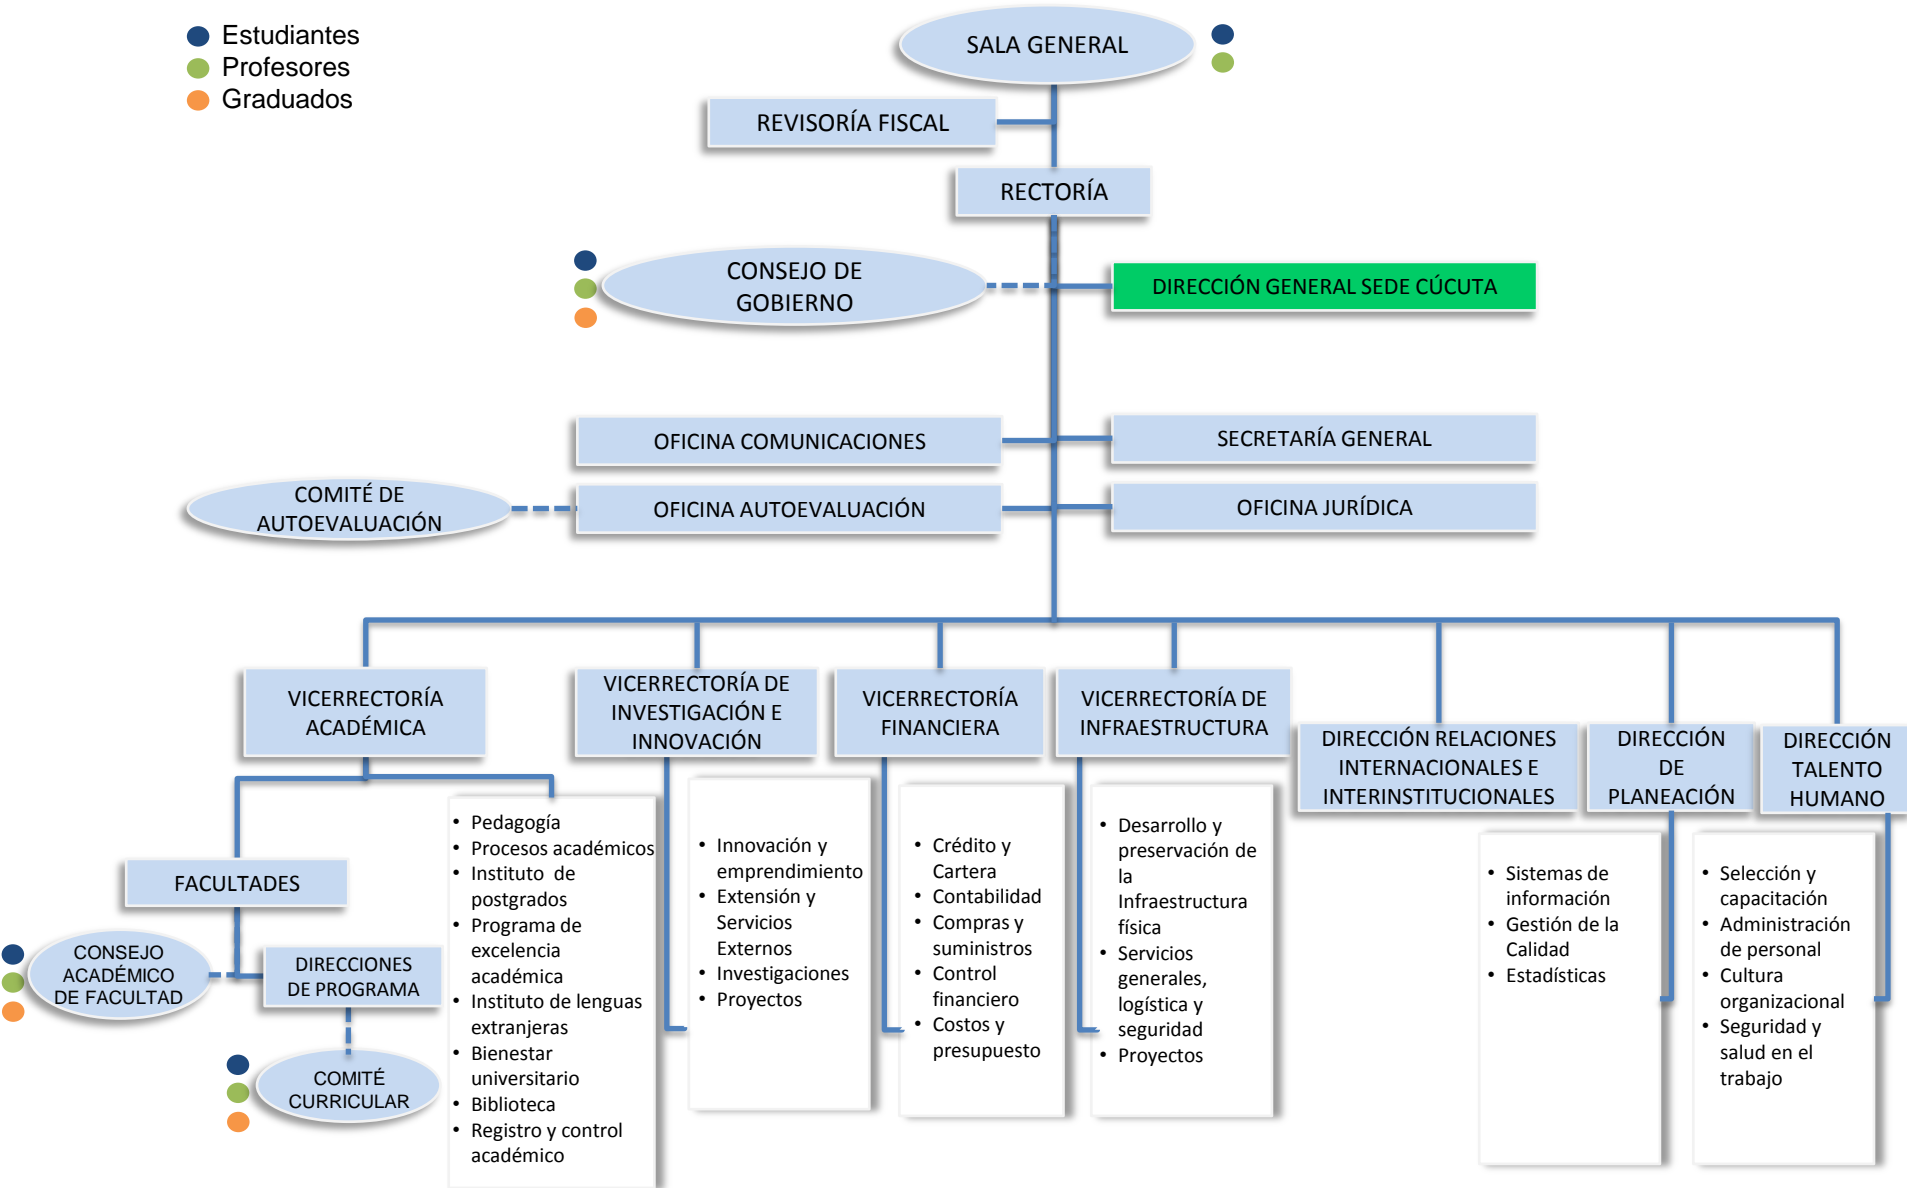 Estudiantes
Profesores
Graduados
SALA GENERAL
REVISORÍA FISCAL
RECTORÍA
CONSEJO DE
GOBIERNO
DIRECCIÓN GENERAL SEDE CÚCUTA
OFICINA COMUNICACIONES
SECRETARÍA GENERAL
COMITÉ DE
AUTOEVALUACIÓN
OFICINA AUTOEVALUACIÓN
OFICINA JURÍDICA
VICERRECTORÍA
ACADÉMICA
VICERRECTORÍA DE
INVESTIGACIÓN E
INNOVACIÓN
VICERRECTORÍA
FINANCIERA
VICERRECTORÍA DE
INFRAESTRUCTURA
DIRECCIÓN RELACIONES
INTERNACIONALES E
INTERINSTITUCIONALES
DIRECCIÓN
DE
PLANEACIÓN
DIRECCIÓN
TALENTO
HUMANO
FACULTADES
CONSEJO
ACADÉMICO
DE FACULTAD
DIRECCIONES
DE PROGRAMA
COMITÉ
CURRICULAR
• Pedagogía
• Procesos académicos
• Instituto de
postgrados
• Programa de
excelencia
académica
• Instituto de lenguas
extranjeras
• Bienestar
universitario
• Biblioteca
• Registro y control
académico
• Innovación y
emprendimiento
• Extensión y
Servicios
Externos
• Investigaciones
• Proyectos
• Crédito y
Cartera
• Contabilidad
• Compras y
suministros
• Control
financiero
• Costos y
presupuesto
• Desarrollo y
preservación de
la
Infraestructura
física
• Servicios
generales,
logística y
seguridad
• Proyectos
• Sistemas de
información
• Gestión de la
Calidad
• Estadísticas
• Selección y
capacitación
• Administración
de personal
• Cultura
organizacional
• Seguridad y
salud en el
trabajo